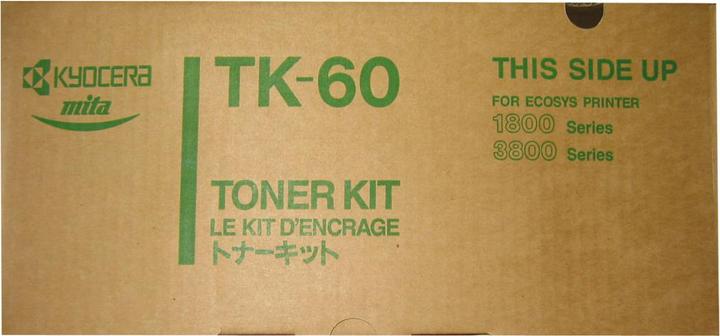 KYOCERA
mita
TK-60
TONER KIT
LE KIT D'ENCRAGE
トナーキット
THIS SIDE UP
FOR ECOSYS PRINTER
1800 Series
3800 Series